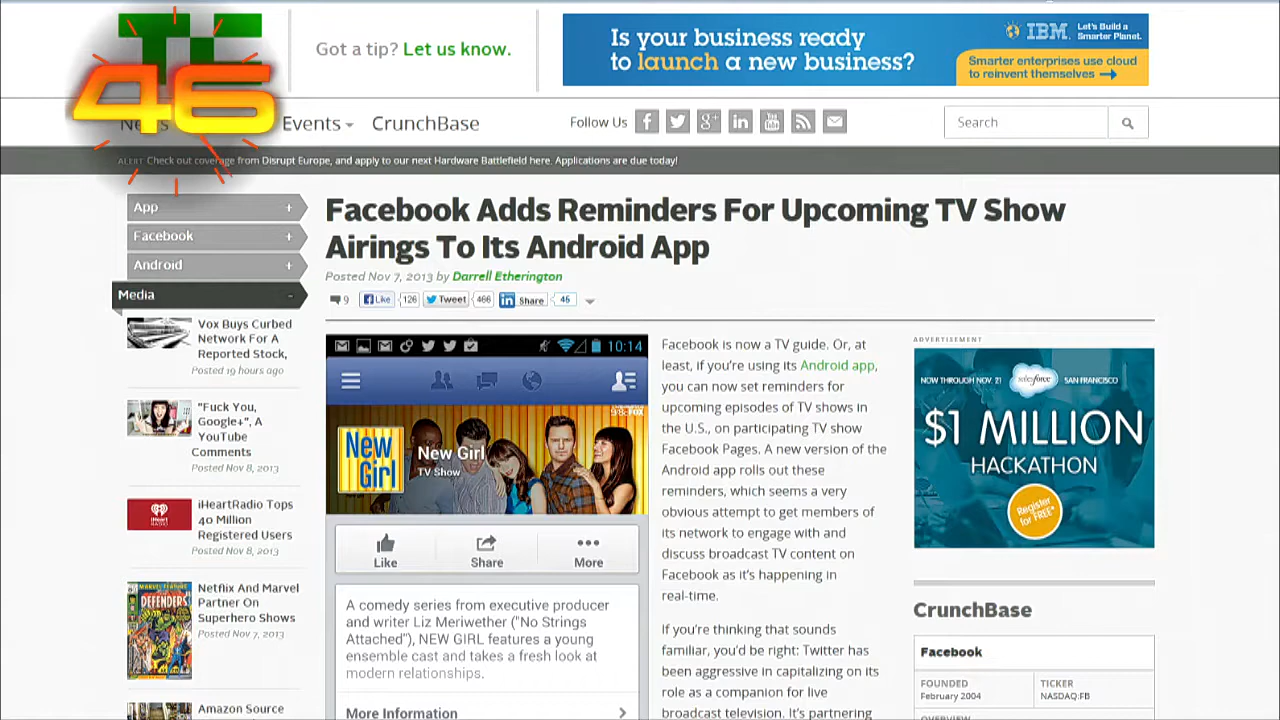 TC
46
Got a tip? Let us know.
Is your business ready
to launch a new business?
IBM.
Let's Build a
Smarter Planet.
Smarter enterprises use cloud
to reinvent themselves
News
Events
CrunchBase
Follow Us
Search
ALERT Check out coverage from Disrupt Europe, and apply to our next Hardware Battlefield here. Applications are due today!
App +
Facebook +
Android +
Media -
Vox Buys Curbed
Network For A
Reported Stock,
Posted 19 hours ago
"Fuck You,
Google+", A
YouTube
Comments
Posted Nov 8, 2013
iHeart
RADIO
iHeartRadio Tops
40 Million
Registered Users
Posted Nov 8, 2013
MARVEL FEATURE
DEFENDERS
Netflix And Marvel
Partner On
Superhero Shows
Posted Nov 7, 2013
Amazon Source
Facebook Adds Reminders For Upcoming TV Show
Airings To Its Android App
Posted Nov 7, 2013 by Darrell Etherington
9 Like 126 Tweet 466 in Share 46
10:14
9/8c FOX
New
Girl
New Girl
TV Show
Like
Share
More
A comedy series from executive producer
and writer Liz Meriwether ("No Strings
Attached"), NEW GIRL features a young
ensemble cast and takes a fresh look at
modern relationships.
More Information
Facebook is now a TV guide. Or, at
least, if you're using its Android app,
you can now set reminders for
upcoming episodes of TV shows in
the U.S., on participating TV show
Facebook Pages. A new version of the
Android app rolls out these
reminders, which seems a very
obvious attempt to get members of
its network to engage with and
discuss broadcast TV content on
Facebook as it's happening in
real-time.
If you're thinking that sounds
familiar, you'd be right: Twitter has
been aggressive in capitalizing on its
role as a companion for live
broadcast television. It's partnering
ADVERTISEMENT
NOW THROUGH NOV. 21
salesforce
SAN FRANCISCO
$1 MILLION
HACKATHON
Register
for FREE*
CrunchBase
Facebook
FOUNDED
February 2004
TICKER
NASDAQ:FB
OVERVIEW